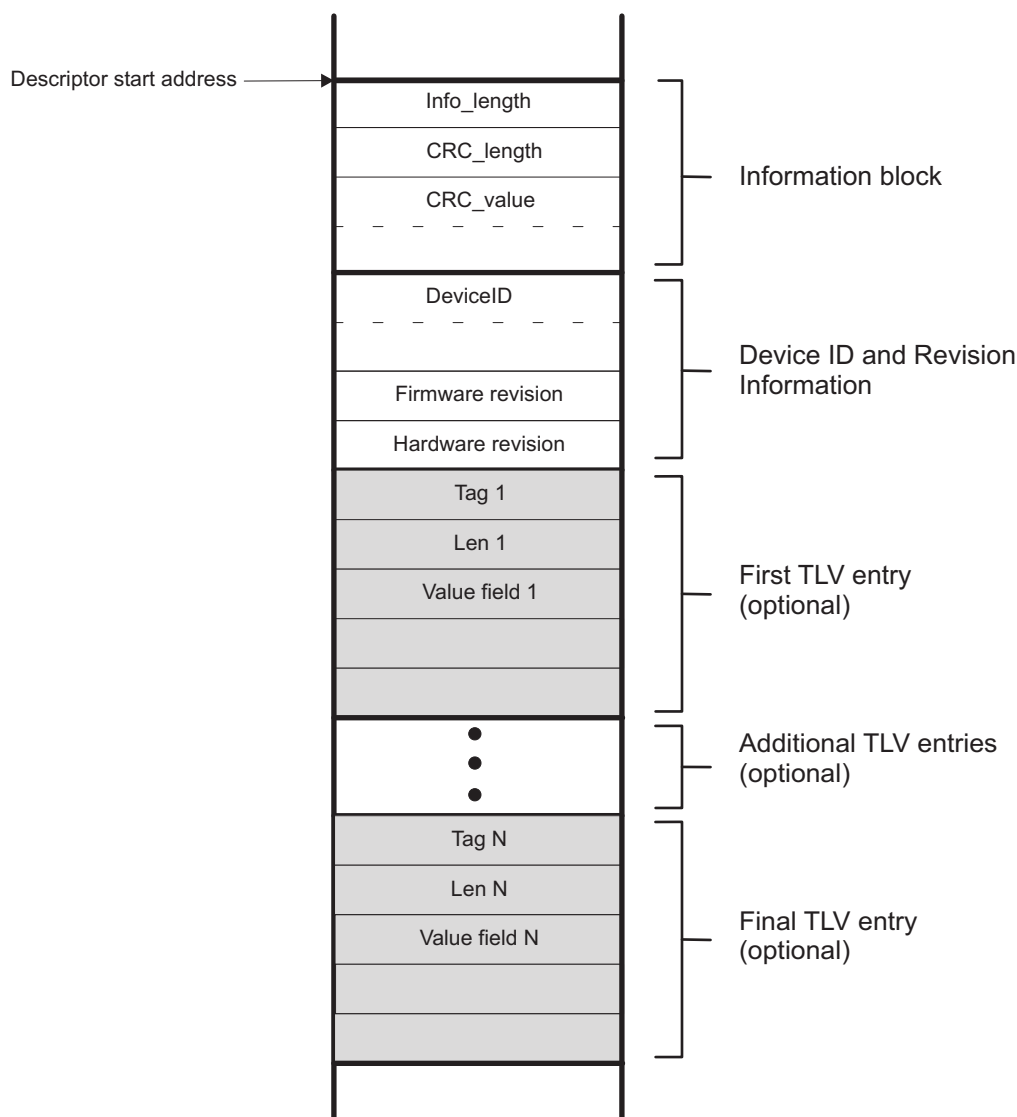 Descriptor start address
Info_length
CRC_length
CRC_value
Information block
DeviceID
Firmware revision
Hardware revision
Device ID and Revision
Information
Tag 1
Len 1
Value field 1
First TLV entry
(optional)
Additional TLV entries
(optional)
Tag N
Len N
Value field N
Final TLV entry
(optional)